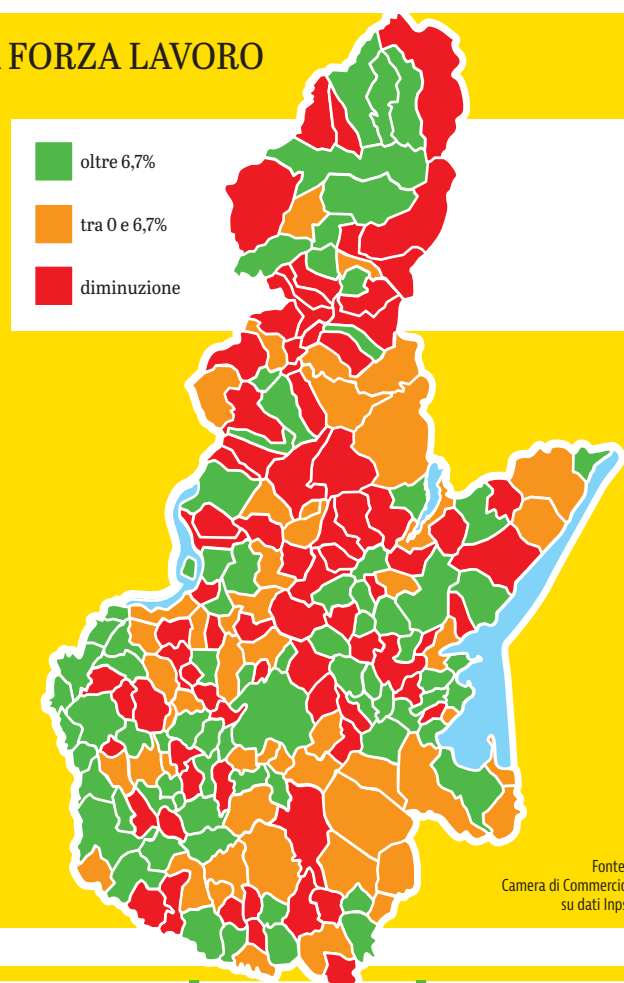 FORZA LAVORO
oltre 6,7%
tra 0 e 6,7%
diminuzione
Fonte
Camera di Commercio
su dati Inps